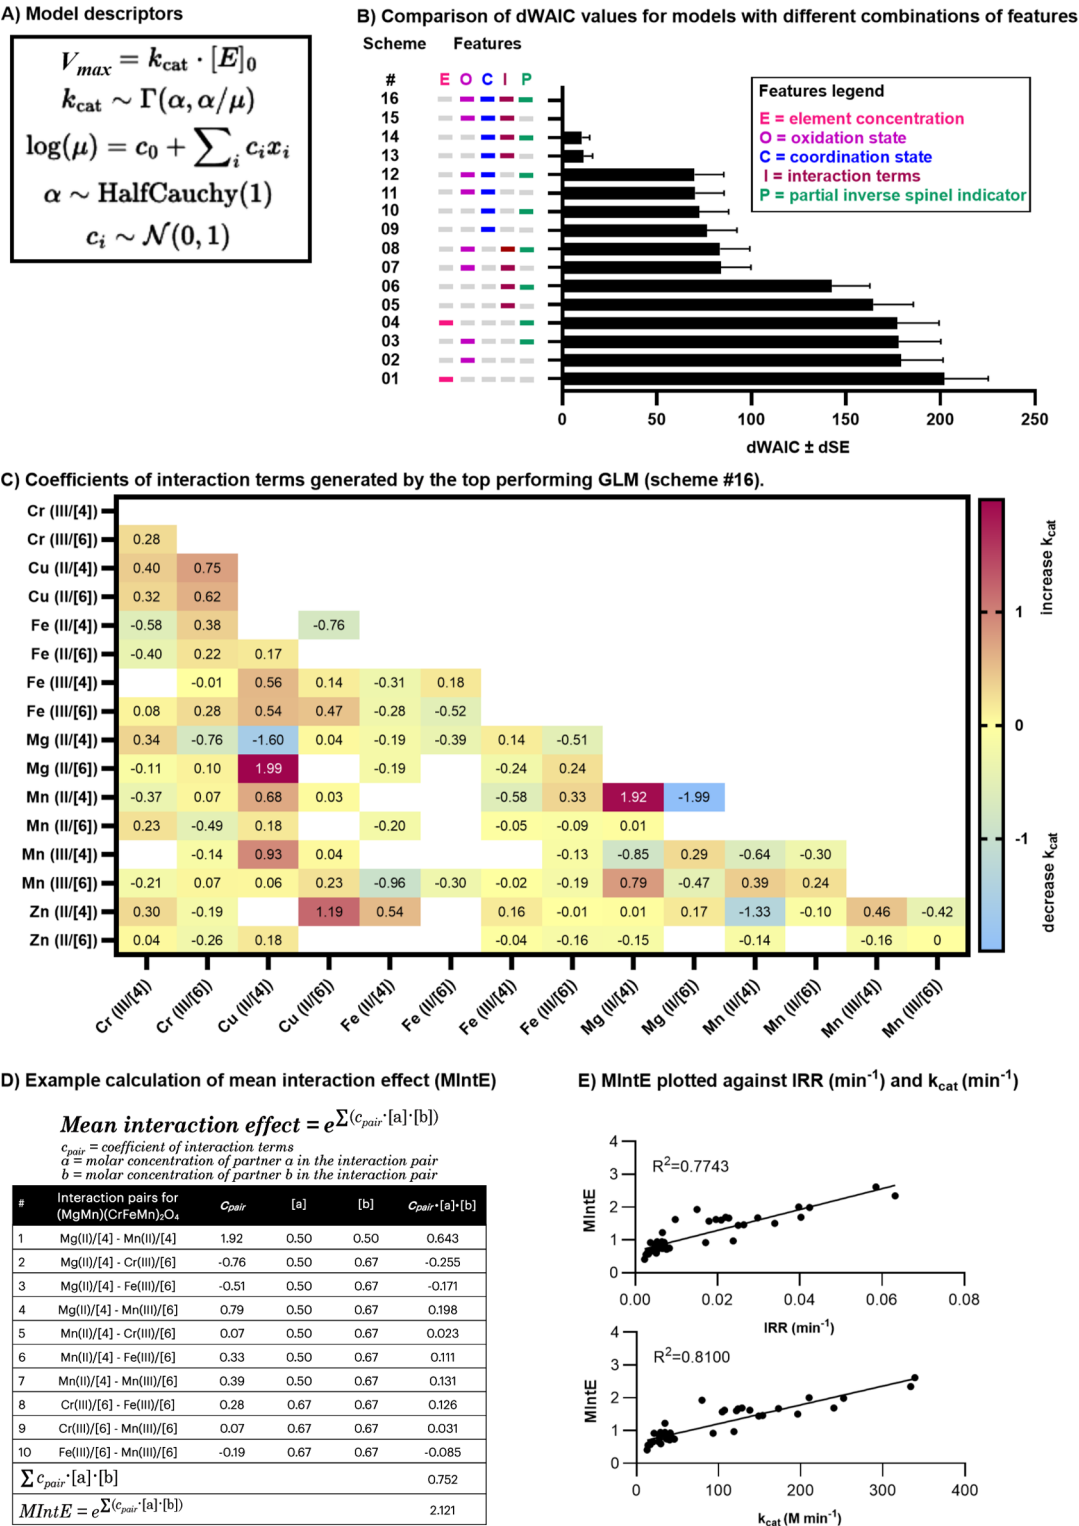 A) Model descriptors
V_max = k_cat · [E]_0
k_cat ∼ Γ(α, α/μ)
log(μ) = c_0 + ∑_i c_i x_i
α ∼ HalfCauchy(1)
c_i ∼ N(0, 1)
B) Comparison of dWAIC values for models with different combinations of features
Scheme Features
# E O C I P
16
15
14
13
12
11
10
09
08
07
06
05
04
03
02
01
0 50 100 150 200 250
dWAIC ± dSE
Features legend
E = element concentration
O = oxidation state
C = coordination state
I = interaction terms
P = partial inverse spinel indicator
C) Coefficients of interaction terms generated by the top performing GLM (scheme #16).
Cr (III/[4])
Cr (III/[6]) 0.28
Cu (II/[4]) 0.40 0.75
Cu (II/[6]) 0.32 0.62
Fe (II/[4]) -0.58 0.38 -0.76
Fe (II/[6]) -0.40 0.22 0.17
Fe (III/[4]) -0.01 0.56 0.14 -0.31 0.18
Fe (III/[6]) 0.08 0.28 0.54 0.47 -0.28 -0.52
Mg (II/[4]) 0.34 -0.76 -1.60 0.04 -0.19 -0.39 0.14 -0.51
Mg (II/[6]) -0.11 0.10 1.99 -0.19 -0.24 0.24
Mn (II/[4]) -0.37 0.07 0.68 0.03 -0.58 0.33 1.92 -1.99
Mn (II/[6]) 0.23 -0.49 0.18 -0.20 -0.05 -0.09 0.01
Mn (III/[4]) -0.14 0.93 0.04 -0.13 -0.85 0.29 -0.64 -0.30
Mn (III/[6]) -0.21 0.07 0.06 0.23 -0.96 -0.30 -0.02 -0.19 0.79 -0.47 0.39 0.24
Zn (II/[4]) 0.30 -0.19 1.19 0.54 0.16 -0.01 0.01 0.17 -1.33 -0.10 0.46 -0.42
Zn (II/[6]) 0.04 -0.26 0.18 -0.04 -0.16 -0.15 -0.14 -0.16 0
Cr (III/[4]) Cr (III/[6]) Cu (II/[4]) Cu (II/[6]) Fe (II/[4]) Fe (II/[6]) Fe (III/[4]) Fe (III/[6]) Mg (II/[4]) Mg (II/[6]) Mn (II/[4]) Mn (II/[6]) Mn (III/[4]) Mn (III/[6])
1
0
-1
increase k_cat
decrease k_cat
D) Example calculation of mean interaction effect (MIntE)
Mean interaction effect = e^∑(c_pair·[a]·[b])
c_pair = coefficient of interaction terms
a = molar concentration of partner a in the interaction pair
b = molar concentration of partner b in the interaction pair
# Interaction pairs for (MgMn)(CrFeMn)₂O₄ c_pair [a] [b] c_pair·[a]·[b]
1 Mg(II)/[4] - Mn(II)/[4] 1.92 0.50 0.50 0.643
2 Mg(II)/[4] - Cr(III)/[6] -0.76 0.50 0.67 -0.255
3 Mg(II)/[4] - Fe(III)/[6] -0.51 0.50 0.67 -0.171
4 Mg(II)/[4] - Mn(III)/[6] 0.79 0.50 0.67 0.198
5 Mn(II)/[4] - Cr(III)/[6] 0.07 0.50 0.67 0.023
6 Mn(II)/[4] - Fe(III)/[6] 0.33 0.50 0.67 0.111
7 Mn(II)/[4] - Mn(III)/[6] 0.39 0.50 0.67 0.131
8 Cr(III)/[6] - Fe(III)/[6] 0.28 0.67 0.67 0.126
9 Cr(III)/[6] - Mn(III)/[6] 0.07 0.67 0.67 0.031
10 Fe(III)/[6] - Mn(III)/[6] -0.19 0.67 0.67 -0.085
∑ c_pair·[a]·[b] 0.752
MIntE = e^∑(c_pair·[a]·[b]) 2.121
E) MIntE plotted against IRR (min⁻¹) and k_cat (min⁻¹)
R²=0.7743
MIntE
4
3
2
1
0
0.00 0.02 0.04 0.06 0.08
IRR (min⁻¹)
R²=0.8100
MIntE
4
3
2
1
0
0 100 200 300 400
k_cat (M min⁻¹)